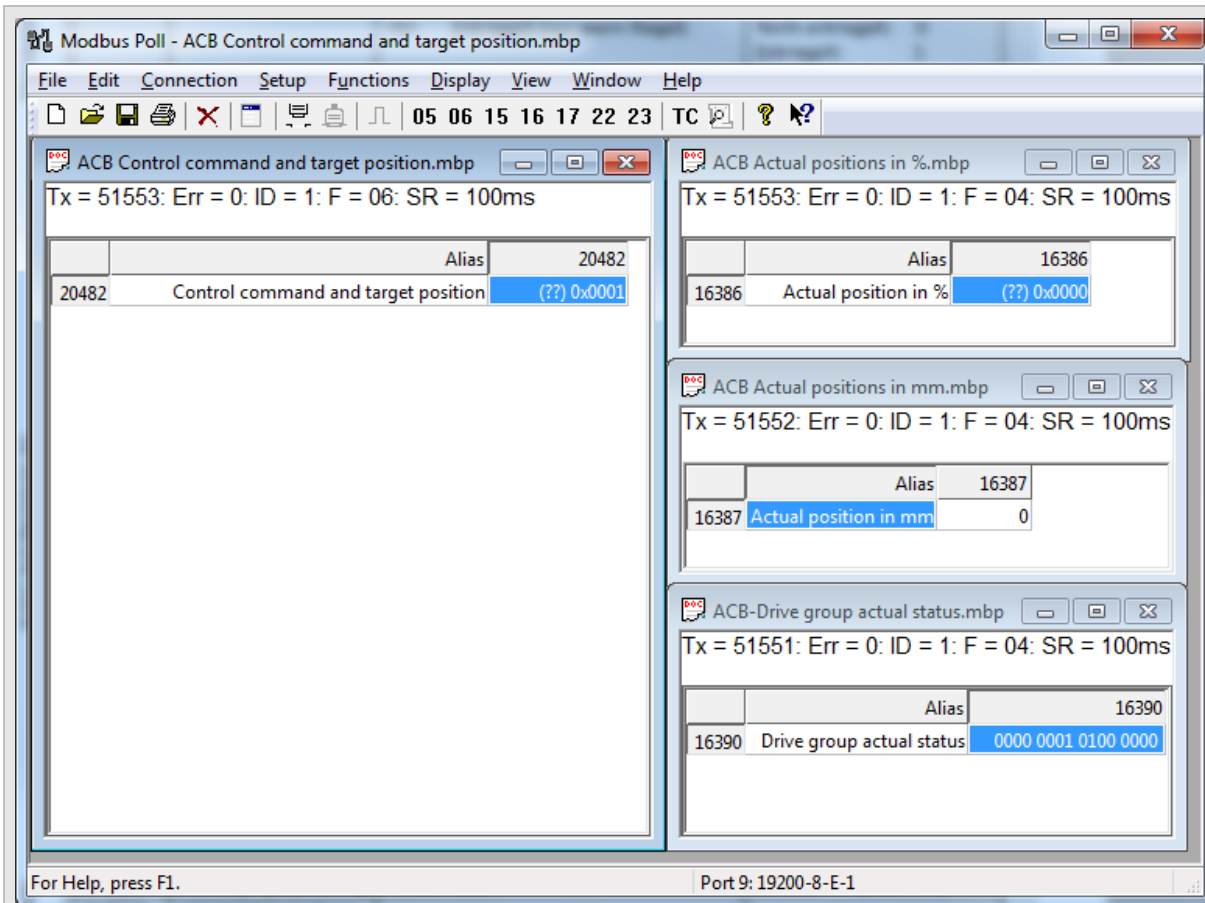 Modbus Poll - ACB Control command and target position.mbp
File Edit Connection Setup Functions Display View Window Help
05 06 15 16 17 22 23 TC
ACB Control command and target position.mbp
Tx = 51553: Err = 0: ID = 1: F = 06: SR = 100ms
Alias 20482
20482 Control command and target position (??) 0x0001
ACB Actual positions in %.mbp
Tx = 51553: Err = 0: ID = 1: F = 04: SR = 100ms
Alias 16386
16386 Actual position in % (??) 0x0000
ACB Actual positions in mm.mbp
Tx = 51552: Err = 0: ID = 1: F = 04: SR = 100ms
Alias 16387
16387 Actual position in mm 0
ACB-Drive group actual status.mbp
Tx = 51551: Err = 0: ID = 1: F = 04: SR = 100ms
Alias 16390
16390 Drive group actual status 0000 0001 0100 0000
For Help, press F1. Port 9: 19200-8-E-1